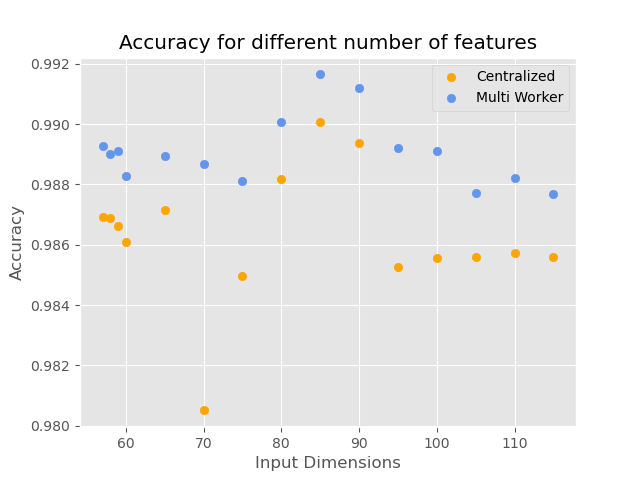 Accuracy for different number of features
0.992
0.990
0.988
0.986
0.984
0.982
0.980
Accuracy
Centralized
Multi Worker
60 70 80 90 100 110
Input Dimensions